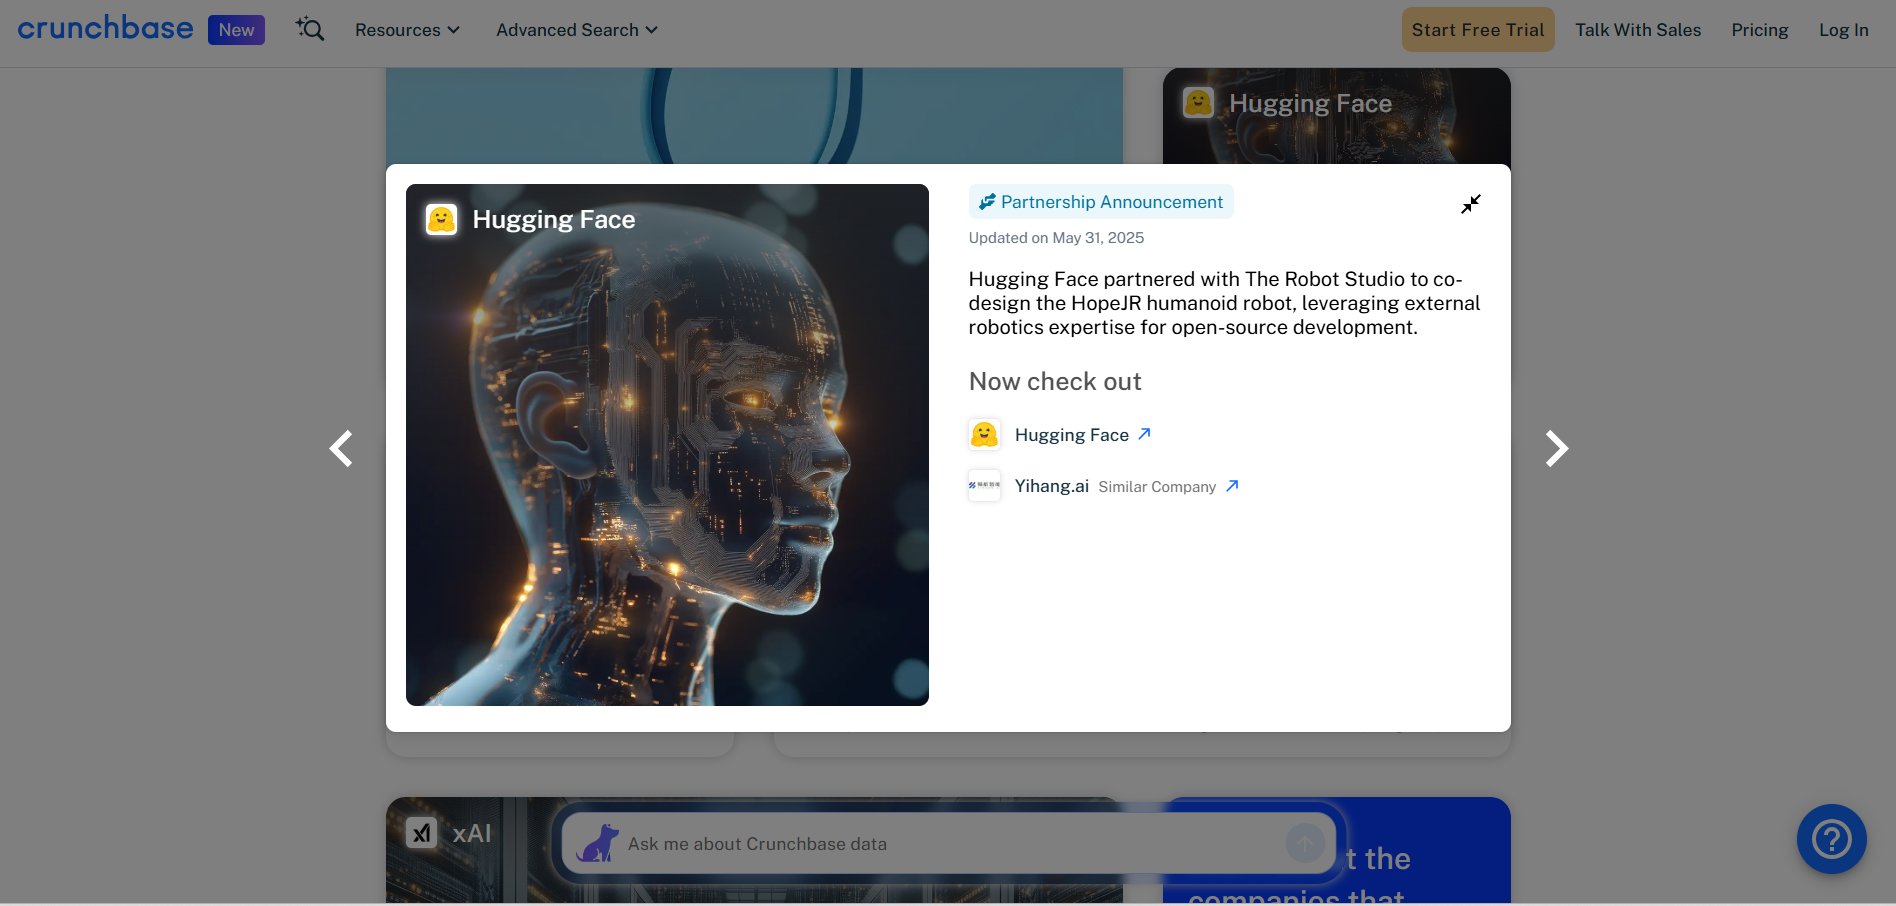 crunchbase
New
Resources
Advanced Search
Start Free Trial
Talk With Sales
Pricing
Log In
Hugging Face
Hugging Face
Partnership Announcement
Updated on May 31, 2025
Hugging Face partnered with The Robot Studio to co-
design the HopeJR humanoid robot, leveraging external
robotics expertise for open-source development.
Now check out
Hugging Face
Yihang.ai Similar Company
xAI
Ask me about Crunchbase data
t the
companies that